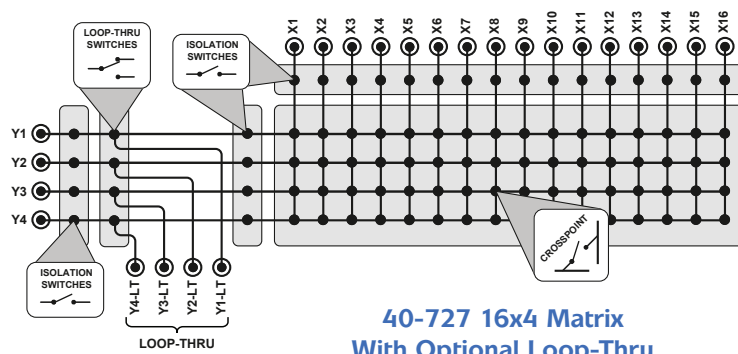 X1 X2 X3 X4 X5 X6 X7 X8 X9 X10 X11 X12 X13 X14 X15 X16
LOOP-THRU
SWITCHES
ISOLATION
SWITCHES
Y1
Y2
Y3
Y4
CROSSPOINT
ISOLATION
SWITCHES
Y4-LT Y3-LT Y2-LT Y1-LT
LOOP-THRU
40-727 16x4 Matrix
With Optional Loop-Thru